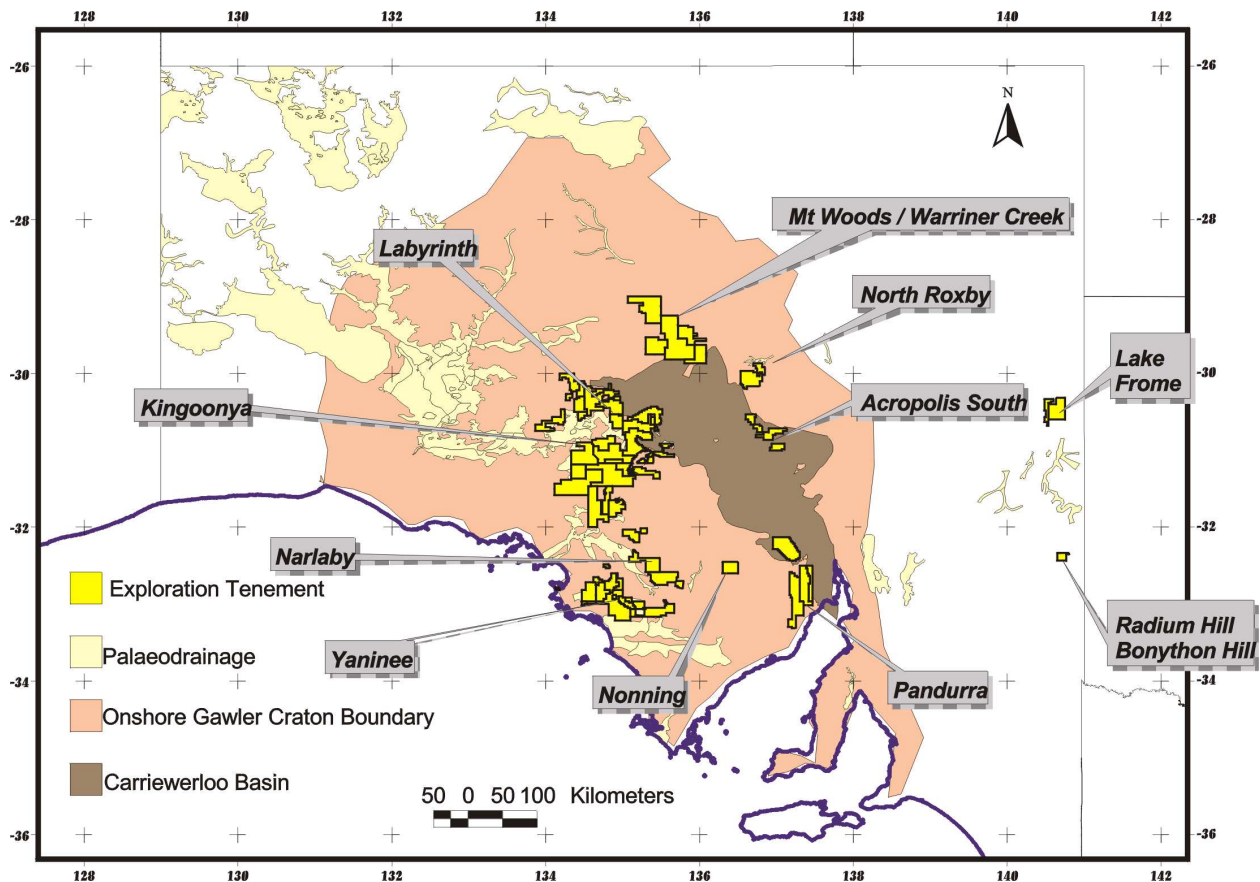 128 130 132 134 136 138 140 142
-26 -26
N
-28 -28
Mt Woods / Warriner Creek
Labyrinth
North Roxby
-30 -30
Lake
Frome
Kingoonya
Acropolis South
-32 -32
Narlaby
Exploration Tenement
Radium Hill
Bonython Hill
Palaeodrainage
Yaninee
-34 -34
Nonning
Pandurra
Onshore Gawler Craton Boundary
Carriewerloo Basin
50 0 50 100 Kilometers
-36 -36
128 130 132 134 136 138 140 142